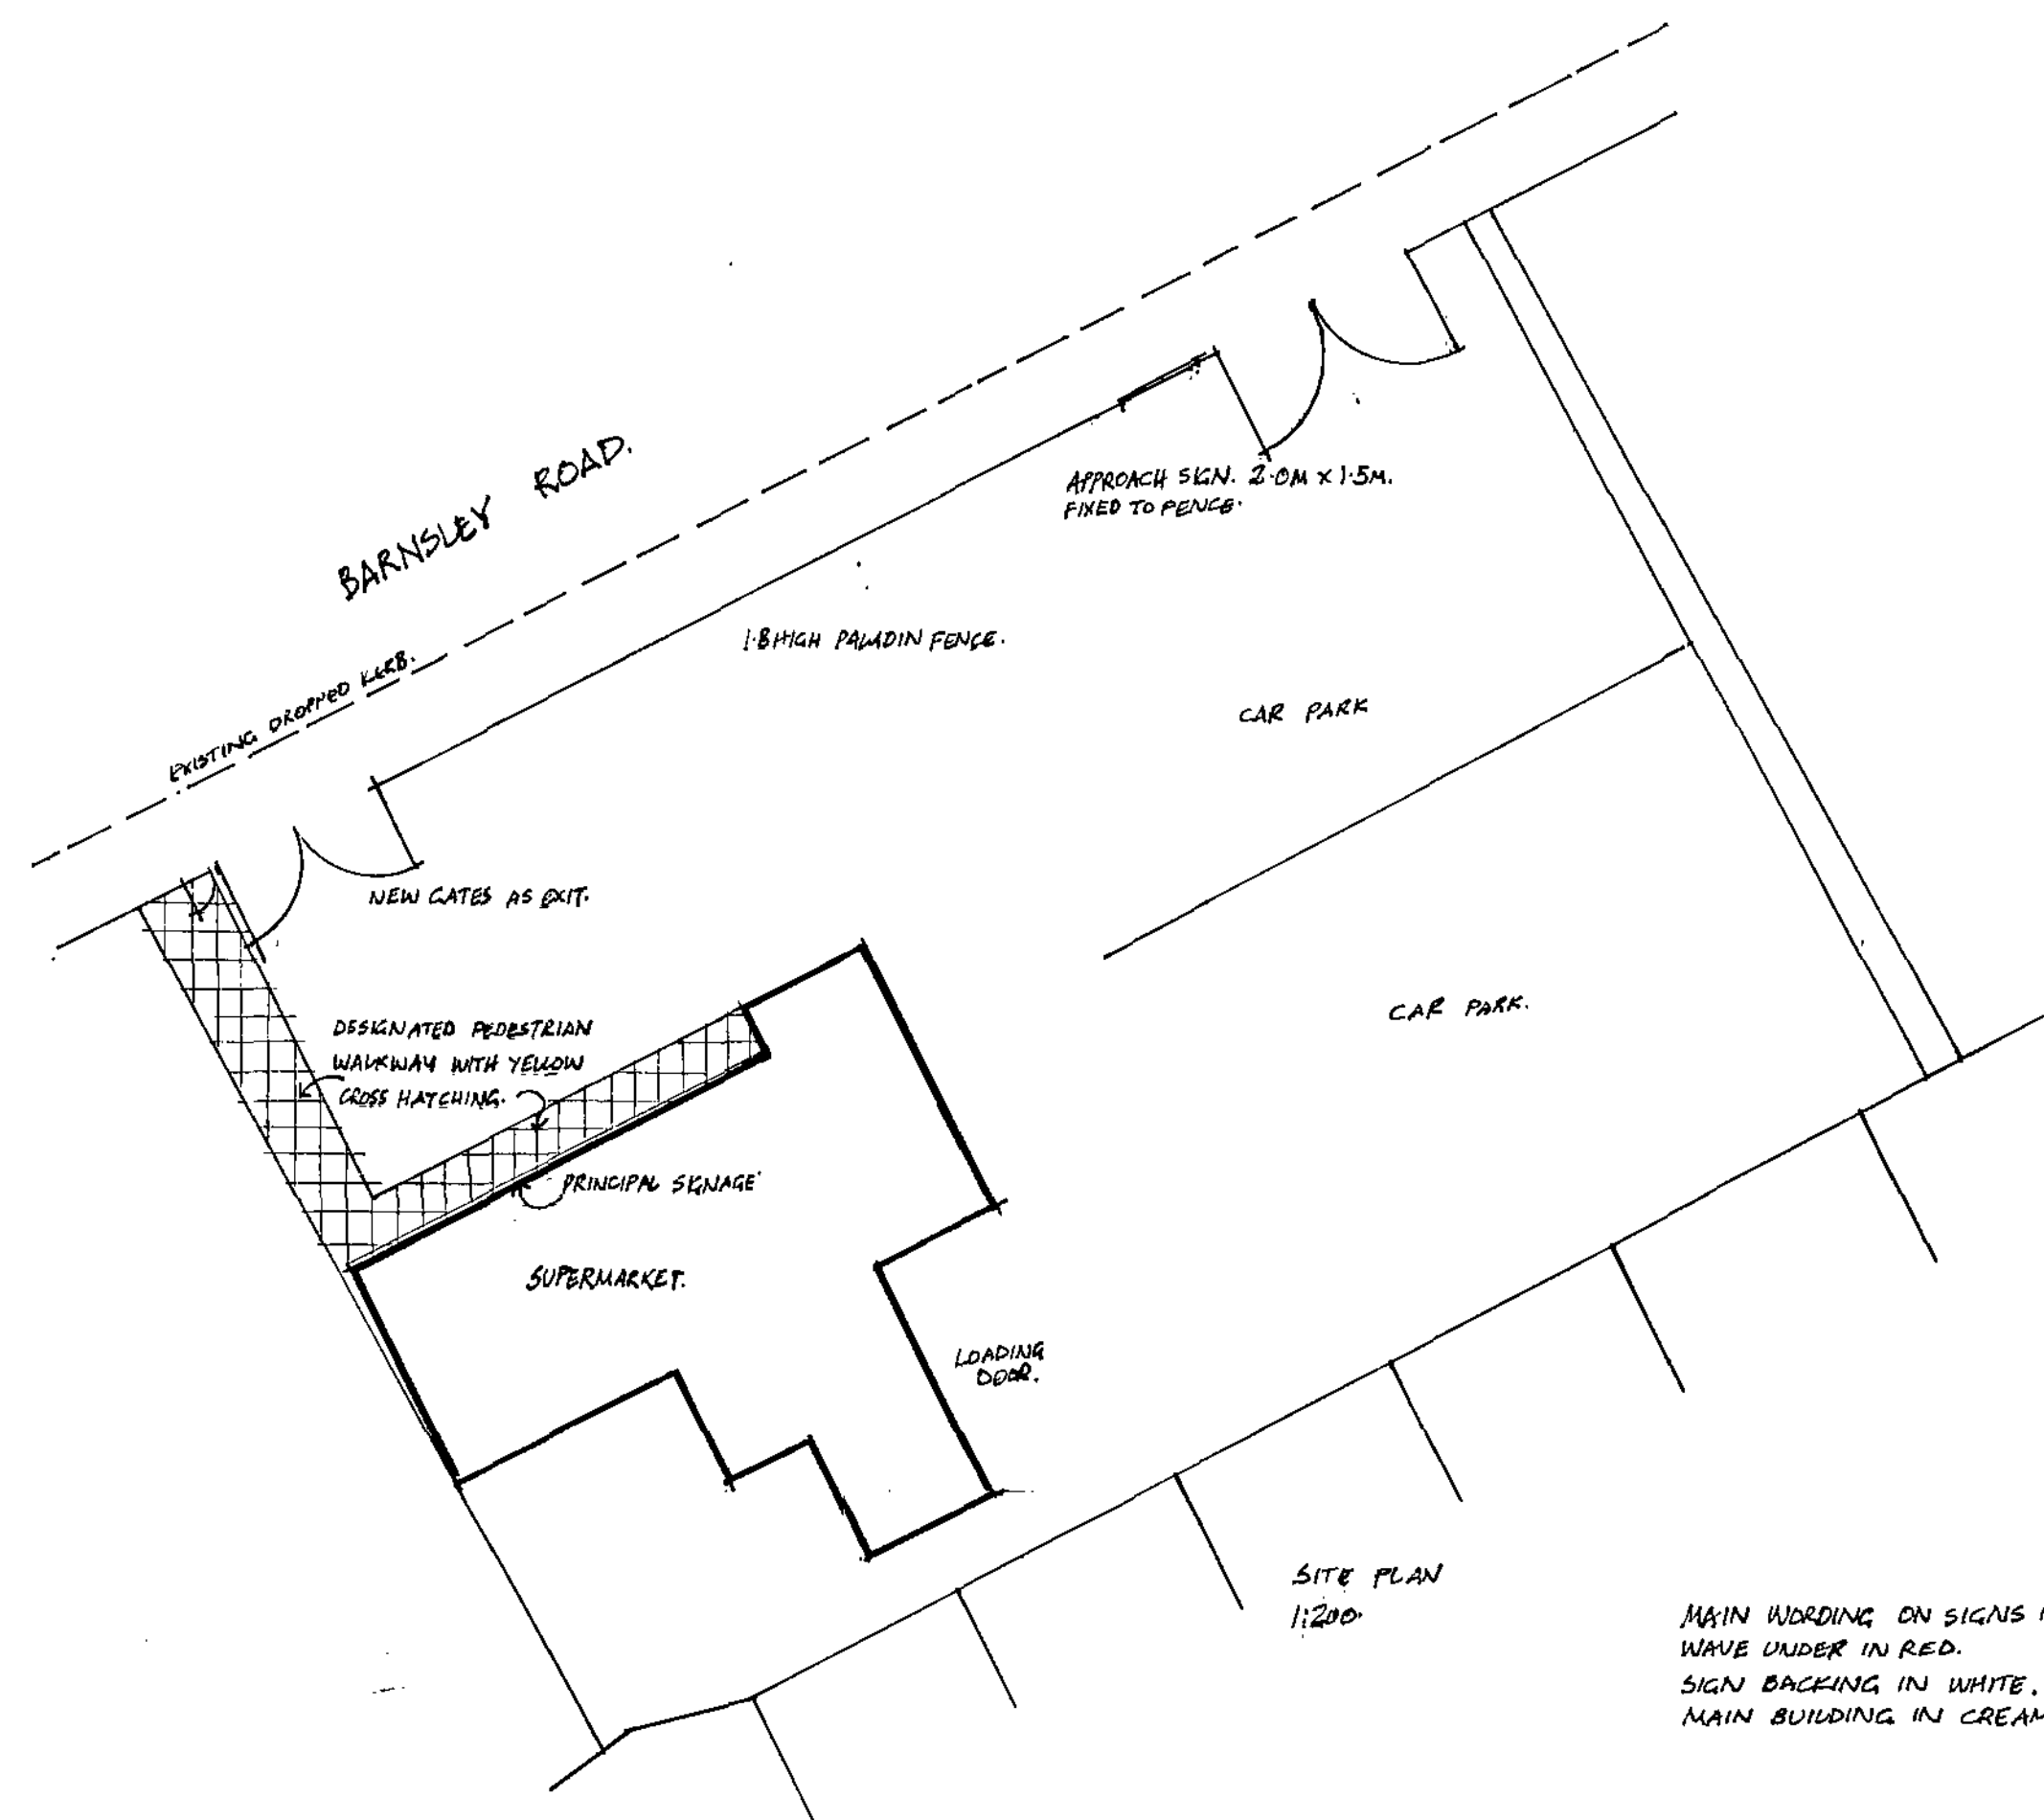 BARNSLEY ROAD.
APPROACH SIGN. 2.0M x 1.5M.
FIXED TO FENCE.
1.8 HIGH PALADIN FENCE.
EXISTING DROPPED KERB.
CAR PARK
NEW GATES AS EXIT.
CAR PARK.
DESIGNATED PEDESTRIAN
WALKWAY WITH YELLOW
CROSS HATCHING.
PRINCIPAL SIGNAGE
SUPERMARKET.
LOADING
DOOR.
SITE PLAN
1:200.
MAIN WORDING ON SIGNS
WAVE UNDER IN RED.
SIGN BACKING IN WHITE.
MAIN BUILDING IN CREAM